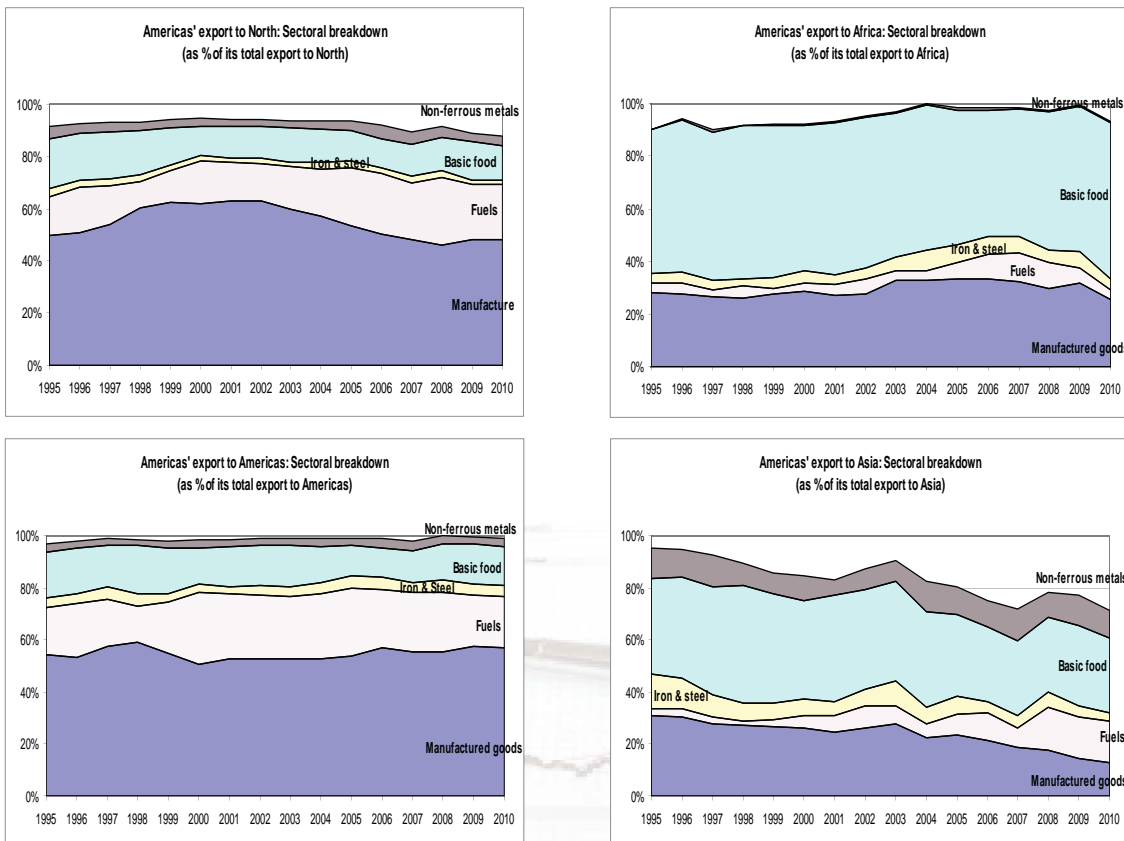 Americas' export to North: Sectoral breakdown
(as % of its total export to North)
100%
80%
60%
40%
20%
0%
Non-ferrous metals
Iron & steel
Basic food
Fuels
Manufacture
1995 1996 1997 1998 1999 2000 2001 2002 2003 2004 2005 2006 2007 2008 2009 2010
Americas' export to Africa: Sectoral breakdown
(as % of its total export to Africa)
100%
80%
60%
40%
20%
0%
Non-ferrous metals
Basic food
Iron & steel
Fuels
Manufactured goods
1995 1996 1997 1998 1999 2000 2001 2002 2003 2004 2005 2006 2007 2008 2009 2010
Americas' export to Americas: Sectoral breakdown
(as % of its total export to Americas)
100%
80%
60%
40%
20%
0%
Non-ferrous metals
Basic food
Iron & Steel
Fuels
Manufactured goods
1995 1996 1997 1998 1999 2000 2001 2002 2003 2004 2005 2006 2007 2008 2009 2010
Americas' export to Asia: Sectoral breakdown
(as % of its total export to Asia)
100%
80%
60%
40%
20%
0%
Non-ferrous metals
Basic food
Iron & steel
Fuels
Manufactured goods
1995 1996 1997 1998 1999 2000 2001 2002 2003 2004 2005 2006 2007 2008 2009 2010